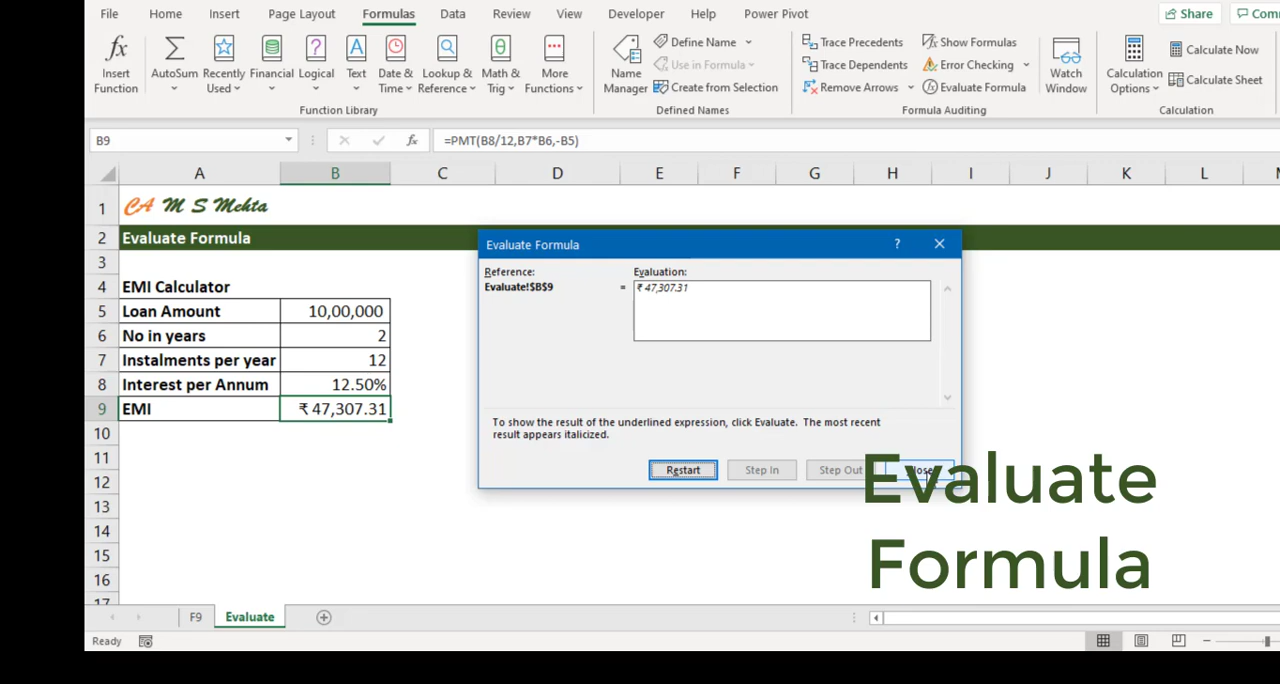 File Home Insert Page Layout Formulas Data Review View Developer Help Power Pivot Share
fx Σ ? A θ
Insert Function AutoSum Recently Used Financial Logical Text Date & Time Lookup & Reference Math & Trig More Functions
Function Library
Name Manager Define Name
Use in Formula
Create from Selection
Defined Names
Trace Precedents Show Formulas
Trace Dependents Error Checking
Remove Arrows Evaluate Formula
Formula Auditing
Watch Window
Calculation Options Calculate Now
Calculate Sheet
Calculation
B9 fx =PMT(B8/12,B7*B6,-B5)
A B C D E F G H I J K L
1 CA M S Mehta
2 Evaluate Formula
3
4 EMI Calculator
5 Loan Amount 10,00,000
6 No in years 2
7 Instalments per year 12
8 Interest per Annum 12.50%
9 EMI ₹ 47,307.31
10
11
12
13
14
15
16
17
Evaluate Formula ?
Reference: Evaluation:
Evaluate!$B$9 = ₹ 47,307.31
To show the result of the underlined expression, click Evaluate. The most recent
result appears italicized.
Restart Step In Step Out Close
Evaluate
Formula
F9 Evaluate
Ready